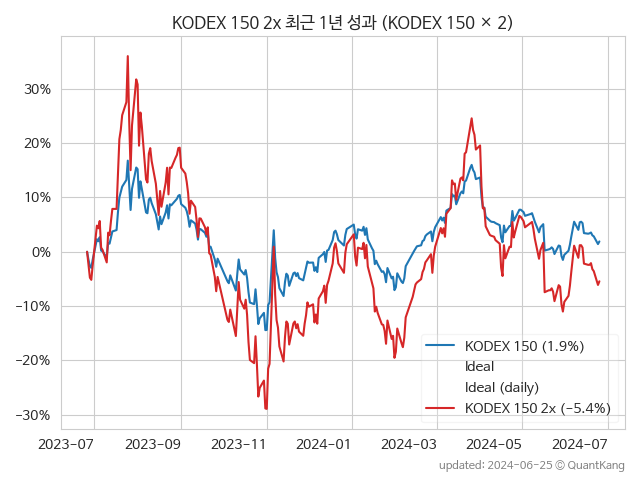 KODEX 150 2x 최근 1년 성과 (KODEX 150 × 2)
30%
20%
10%
0%
−10%
−20%
−30%
KODEX 150 (1.9%)
Ideal
Ideal (daily)
KODEX 150 2x (−5.4%)
2023-07 2023-09 2023-11 2024-01 2024-03 2024-05 2024-07
updated: 2024-06-25 ⓒ QuantKang